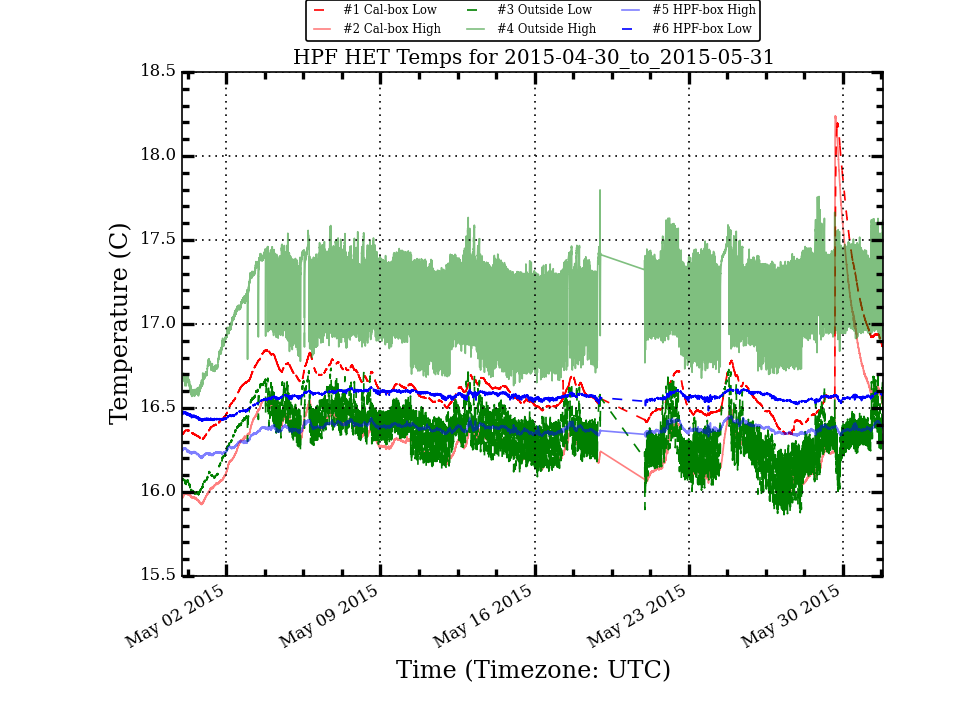 #1 Cal-box Low #3 Outside Low #5 HPF-box High
#2 Cal-box High #4 Outside High #6 HPF-box Low
HPF HET Temps for 2015-04-30_to_2015-05-31
18.5
18.0
17.5
17.0
16.5
16.0
15.5
Temperature (C)
May 02 2015 May 09 2015 May 16 2015 May 23 2015 May 30 2015
Time (Timezone: UTC)